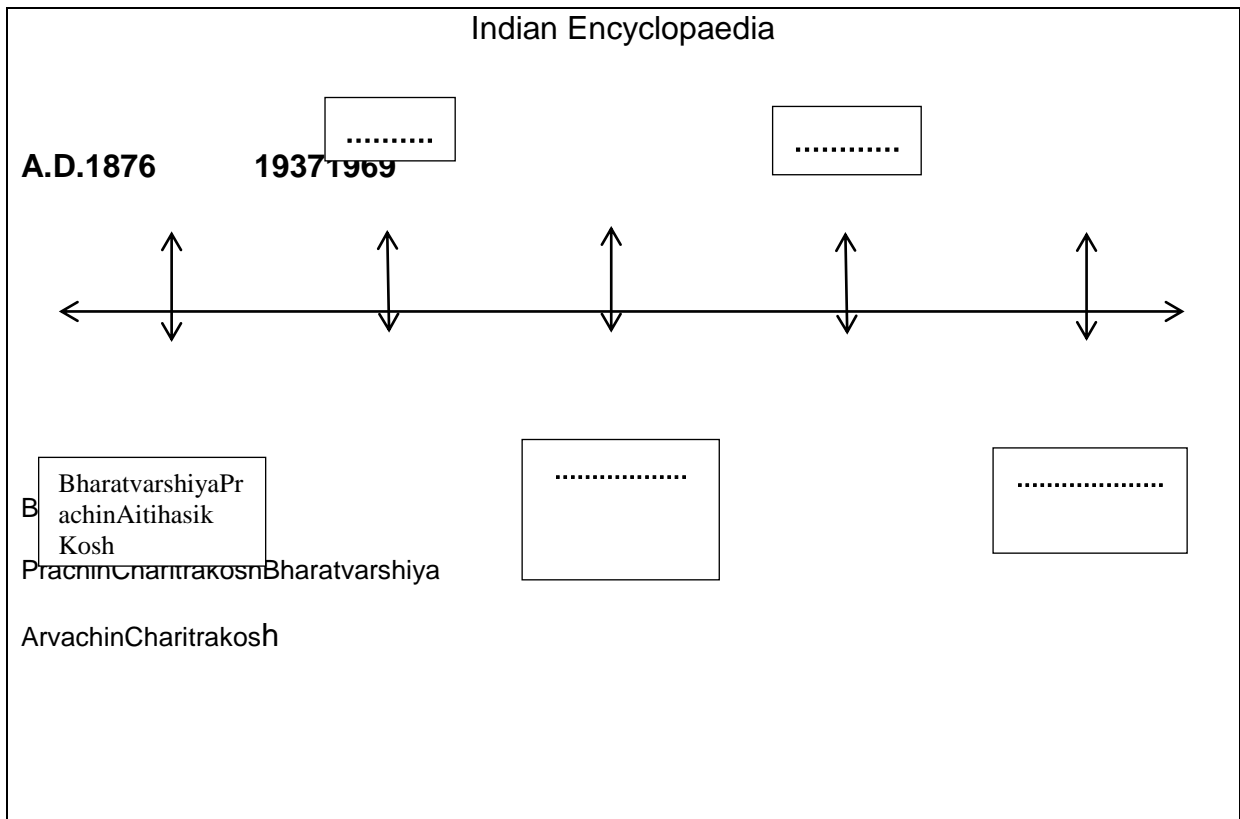 Indian Encyclopaedia
..........
............
A.D.1876 19371969
BharatvarshiyaPr
achinAitihasik
Kosh
.................
...................
B
PrachinCharitrakoshBharatvarshiya
ArvachinCharitrakosh